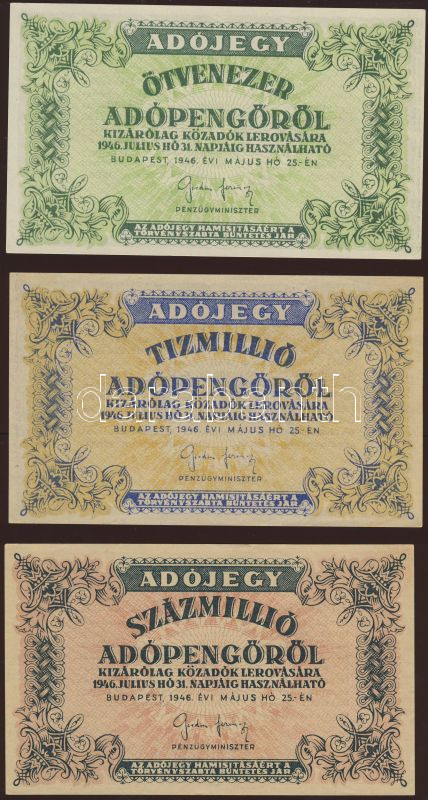 ADÓJEGY
ÖTVENEZER
ADÓPENGŐRŐL
KIZÁRÓLAG KÖZADÓK LEROVÁSÁRA
1946. JULIUS HÓ 31. NAPJÁIG HASZNÁLHATÓ
BUDAPEST, 1946. ÉVI MÁJUS HÓ 25.-ÉN
PÉNZÜGYMINISZTER
AZ ADÓJEGY HAMISITÁSÁÉRT A
TÖRVÉNYSZABTA BÜNTETÉS JÁR
ADÓJEGY
TIZMILLIÓ
ADÓPENGŐRŐL
KIZÁRÓLAG KÖZADÓK LEROVÁSÁRA
1946. JULIUS HÓ 31. NAPJÁIG HASZNÁLHATÓ
BUDAPEST, 1946. ÉVI MÁJUS HÓ 25.-ÉN
PÉNZÜGYMINISZTER
AZ ADÓJEGY HAMISITÁSÁÉRT A
TÖRVÉNYSZABTA BÜNTETÉS JÁR
ADÓJEGY
SZÁZMILLIÓ
ADÓPENGŐRŐL
KIZÁRÓLAG KÖZADÓK LEROVÁSÁRA
1946. JULIUS HÓ 31. NAPJÁIG HASZNÁLHATÓ
BUDAPEST, 1946. ÉVI MÁJUS HÓ 25.-ÉN
PÉNZÜGYMINISZTER
AZ ADÓJEGY HAMISITÁSÁÉRT A
TÖRVÉNYSZABTA BÜNTETÉS JÁR